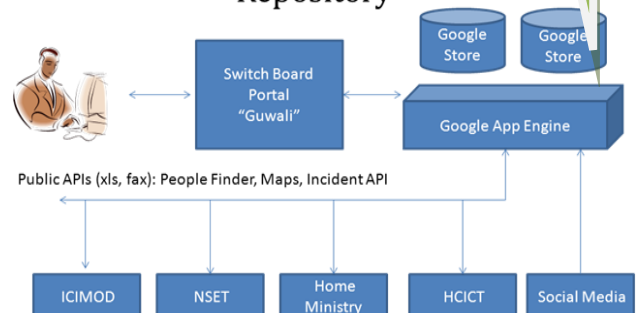 Repository
Google
Store
Google
Store
Switch Board
Portal
“Guwali”
Google App Engine
Public APIs (xls, fax): People Finder, Maps, Incident API
ICIMOD
NSET
Home
Ministry
HCICT
Social Media